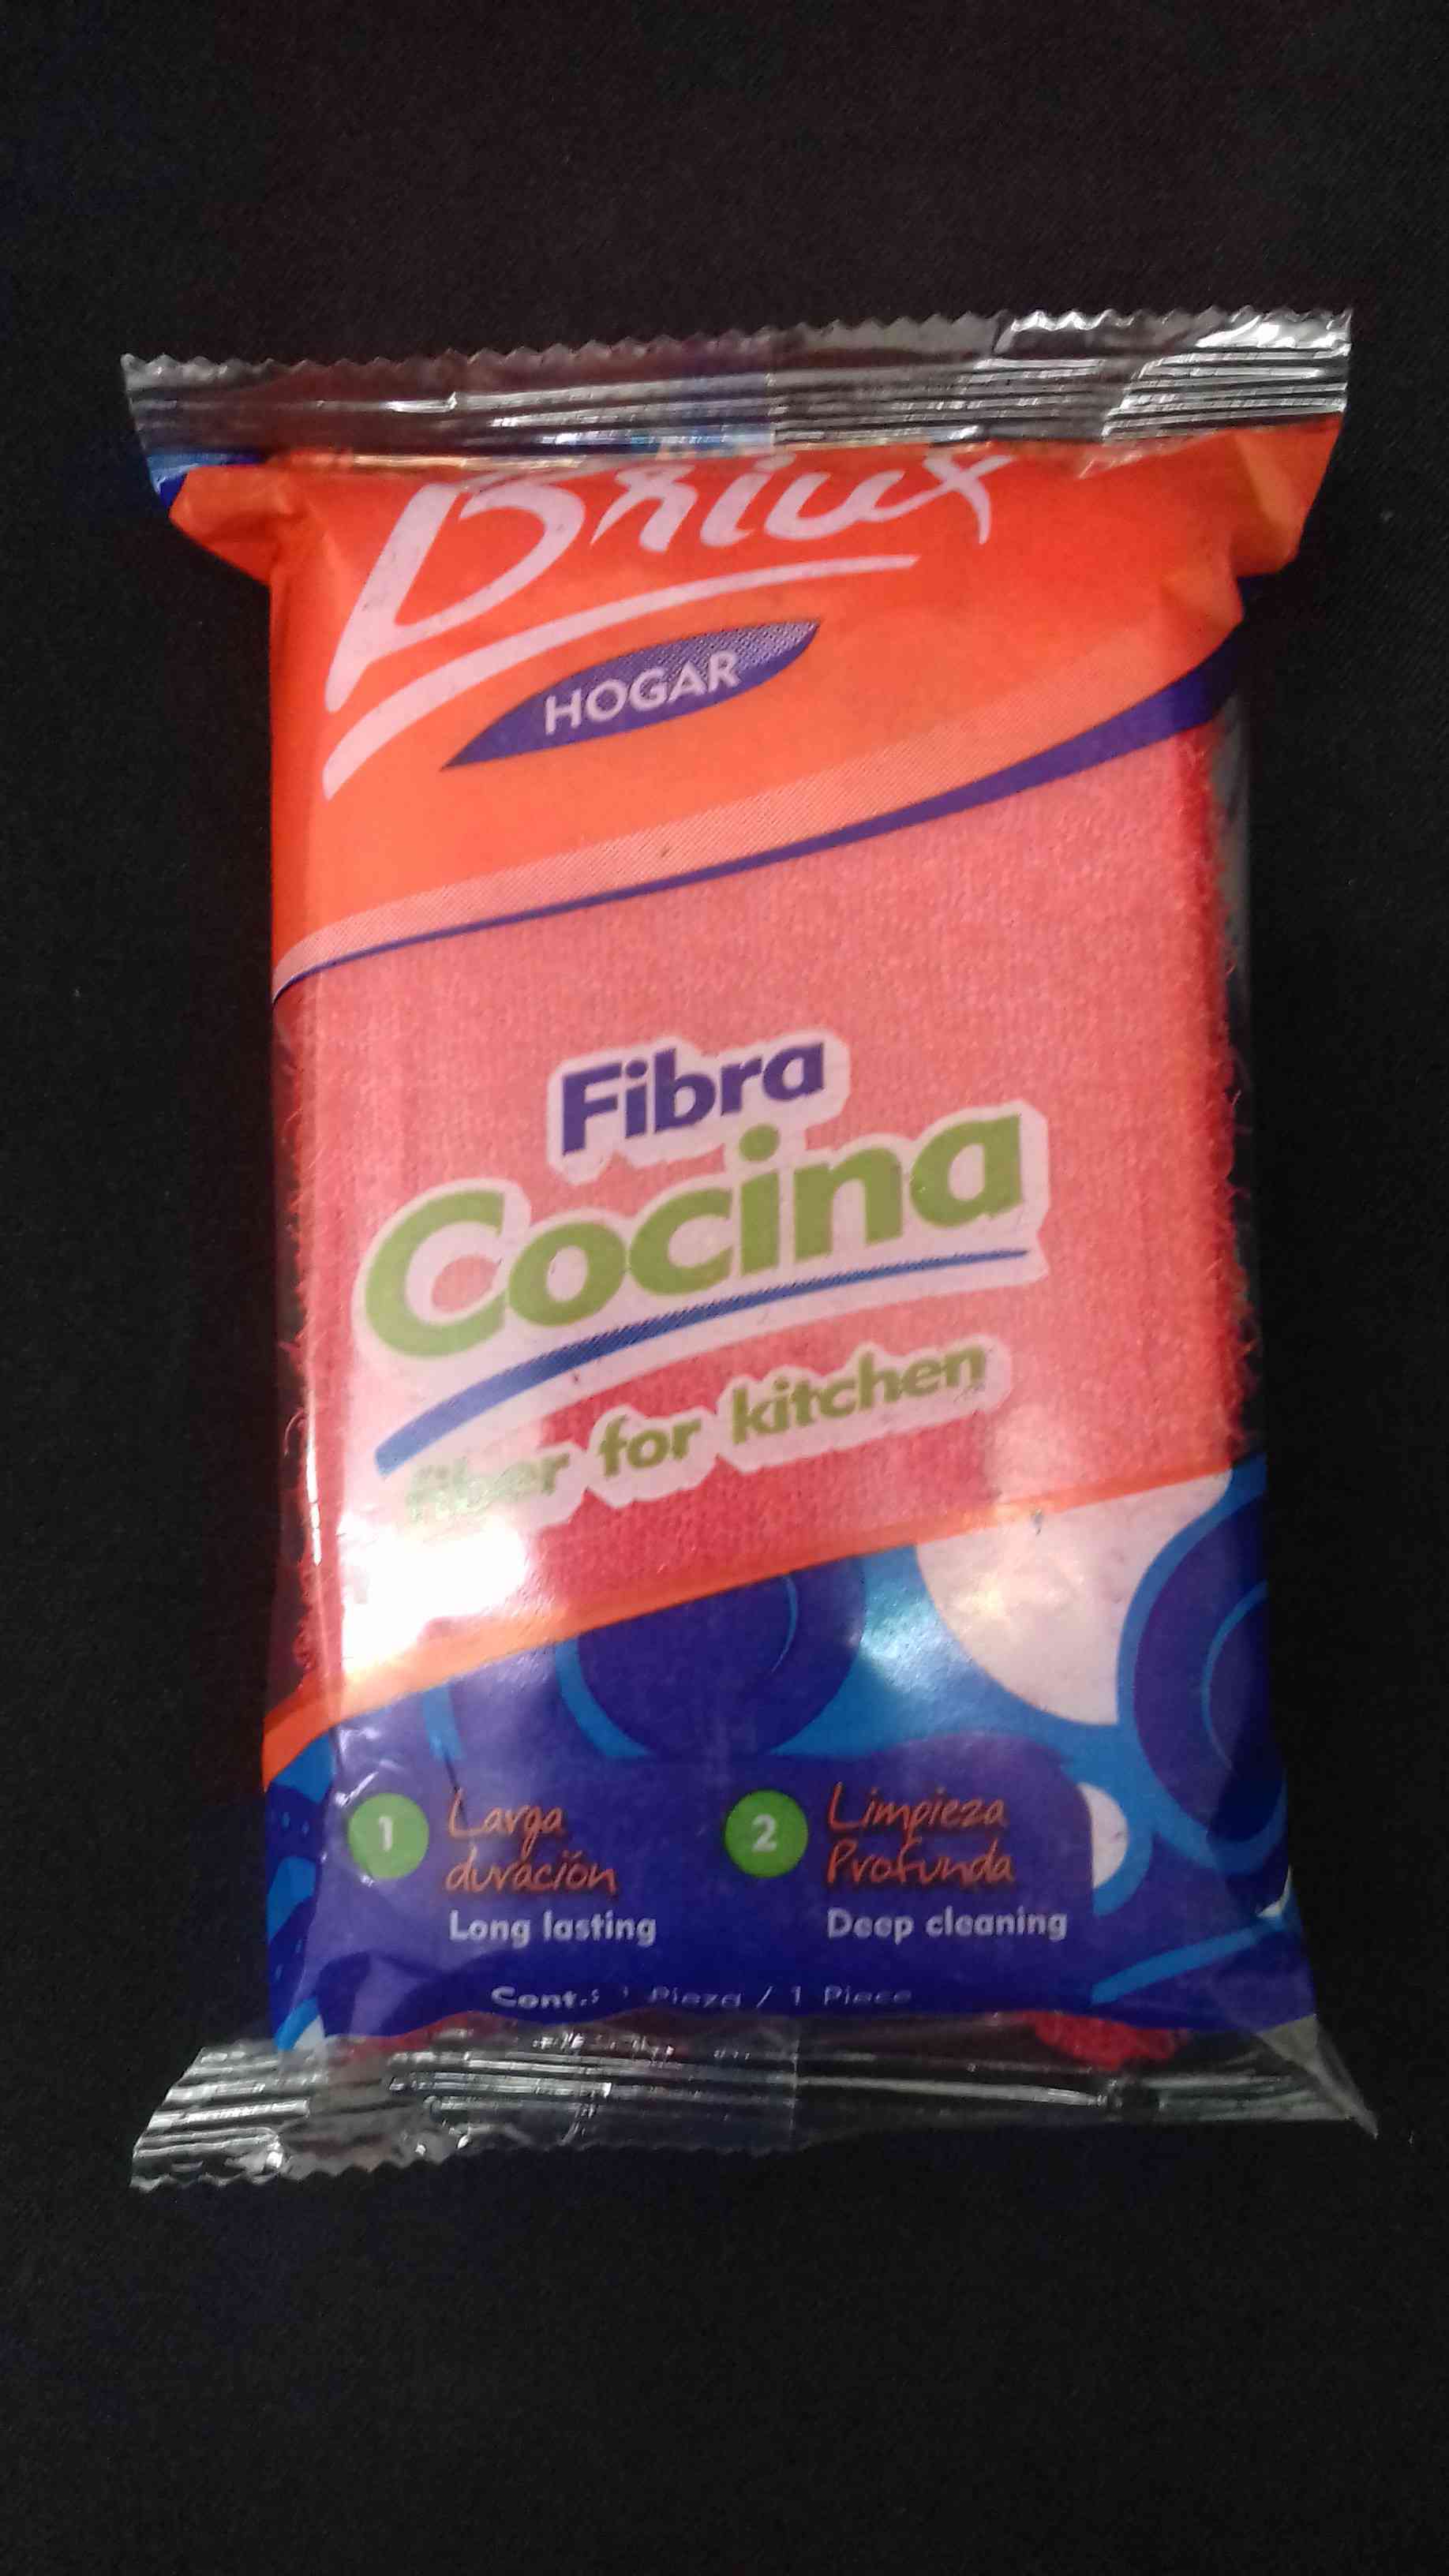 Briux
HOGAR
Fibra
Cocina
fiber for kitchen
1 Larga duración
Long lasting
2 Limpieza Profunda
Deep cleaning
Cont.: 1 Pieza / 1 Piece